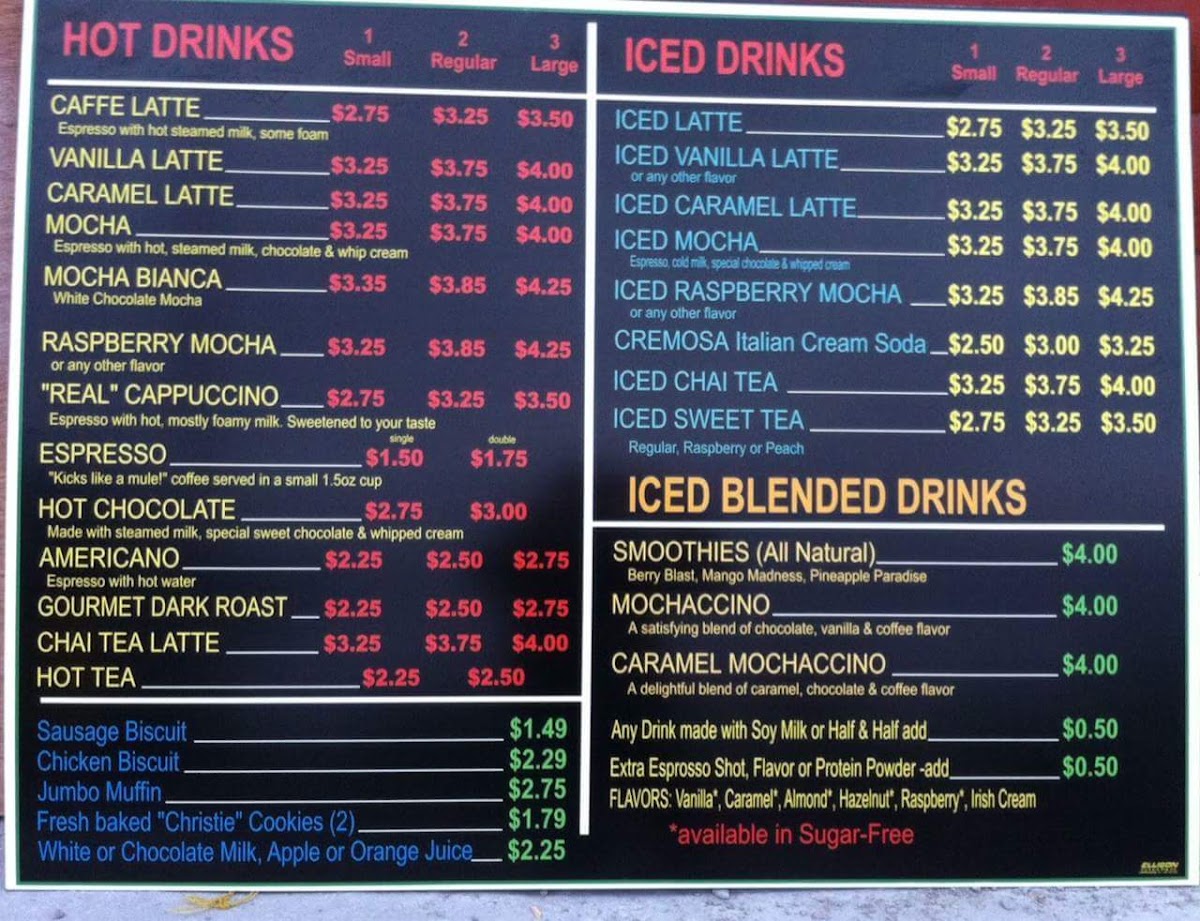 HOT DRINKS 1 Small 2 Regular 3 Large
CAFFE LATTE $2.75 $3.25 $3.50
Espresso with hot steamed milk, some foam
VANILLA LATTE $3.25 $3.75 $4.00
CARAMEL LATTE $3.25 $3.75 $4.00
MOCHA $3.25 $3.75 $4.00
Espresso with hot, steamed milk, chocolate & whip cream
MOCHA BIANCA $3.35 $3.85 $4.25
White Chocolate Mocha
RASPBERRY MOCHA $3.25 $3.85 $4.25
or any other flavor
"REAL" CAPPUCCINO $2.75 $3.25 $3.50
Espresso with hot, mostly foamy milk. Sweetened to your taste
single double
ESPRESSO $1.50 $1.75
"Kicks like a mule!" coffee served in a small 1.5oz cup
HOT CHOCOLATE $2.75 $3.00
Made with steamed milk, special sweet chocolate & whipped cream
AMERICANO $2.25 $2.50 $2.75
Espresso with hot water
GOURMET DARK ROAST $2.25 $2.50 $2.75
CHAI TEA LATTE $3.25 $3.75 $4.00
HOT TEA $2.25 $2.50
Sausage Biscuit $1.49
Chicken Biscuit $2.29
Jumbo Muffin $2.75
Fresh baked "Christie" Cookies (2) $1.79
White or Chocolate Milk, Apple or Orange Juice $2.25
ICED DRINKS 1 Small 2 Regular 3 Large
ICED LATTE $2.75 $3.25 $3.50
ICED VANILLA LATTE $3.25 $3.75 $4.00
or any other flavor
ICED CARAMEL LATTE $3.25 $3.75 $4.00
ICED MOCHA $3.25 $3.75 $4.00
Espresso, cold milk, special chocolate & whipped cream
ICED RASPBERRY MOCHA $3.25 $3.85 $4.25
or any other flavor
CREMOSA Italian Cream Soda $2.50 $3.00 $3.25
ICED CHAI TEA $3.25 $3.75 $4.00
ICED SWEET TEA $2.75 $3.25 $3.50
Regular, Raspberry or Peach
ICED BLENDED DRINKS
SMOOTHIES (All Natural) $4.00
Berry Blast, Mango Madness, Pineapple Paradise
MOCHACCINO $4.00
A satisfying blend of chocolate, vanilla & coffee flavor
CARAMEL MOCHACCINO $4.00
A delightful blend of caramel, chocolate & coffee flavor
Any Drink made with Soy Milk or Half & Half add $0.50
Extra Esprosso Shot, Flavor or Protein Powder -add $0.50
FLAVORS: Vanilla*, Caramel*, Almond*, Hazelnut*, Raspberry*, Irish Cream
*available in Sugar-Free
ELLISON